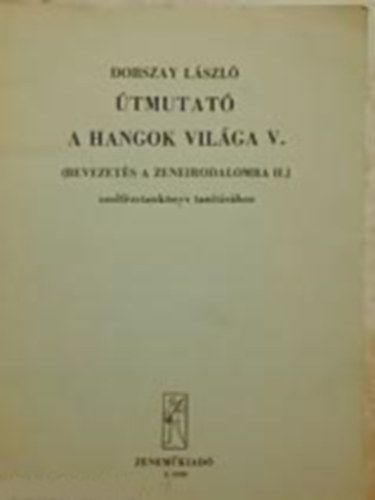 DOBSZAY LÁSZLÓ
ÚTMUTATÓ
A HANGOK VILÁGA V.
(BEVEZETÉS A ZENEIRODALOMBA II.)
szolfézstankönyv tanításához
ZENEMŰKIADÓ